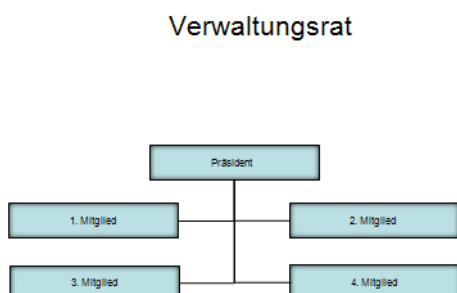 Verwaltungsrat
Präsident
1. Mitglied
2. Mitglied
3. Mitglied
4. Mitglied